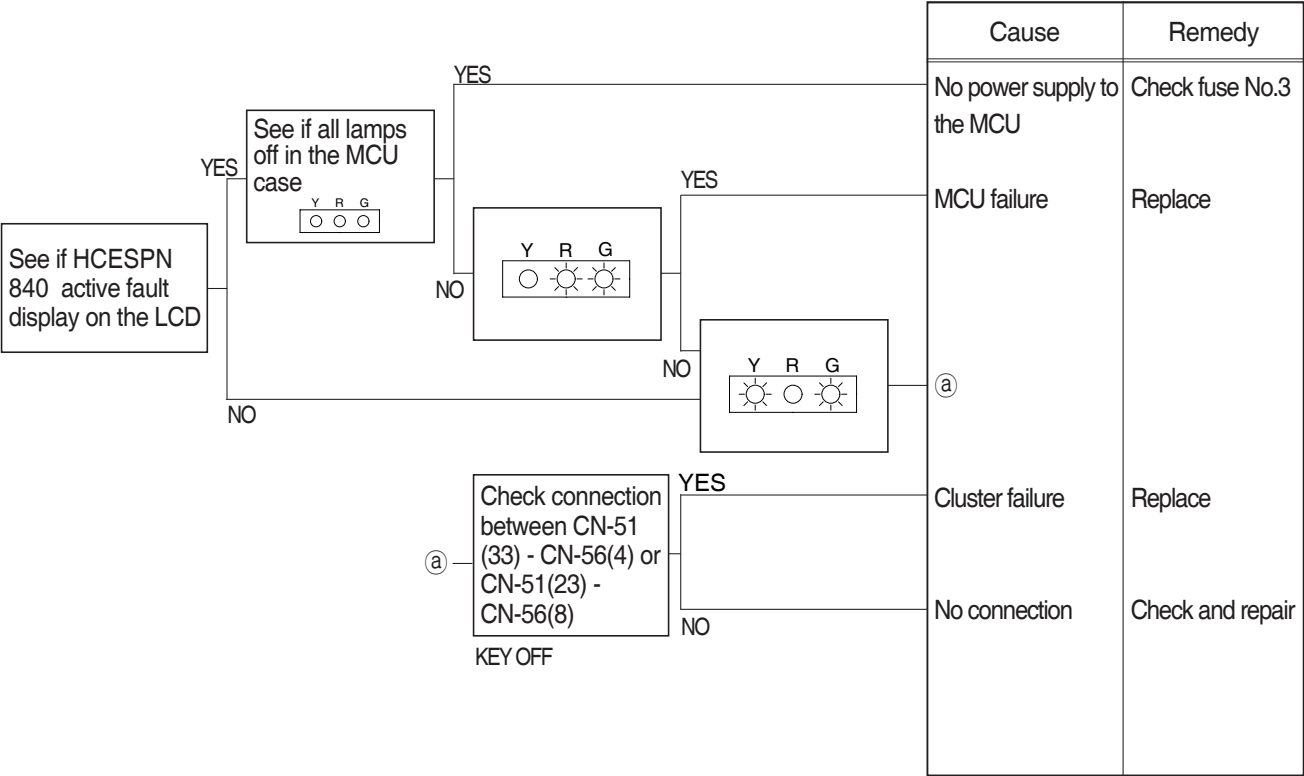 Cause Remedy
YES
No power supply to Check fuse No.3
the MCU
See if all lamps
off in the MCU
case
Y R G
YES
YES
MCU failure Replace
Y R G
NO
See if HCESPN
840 active fault
display on the LCD
NO
Y R G
ⓐ
NO
Check connection
between CN-51
(33) - CN-56(4) or
CN-51(23) -
CN-56(8)
YES
Cluster failure Replace
ⓐ
NO
No connection Check and repair
KEY OFF